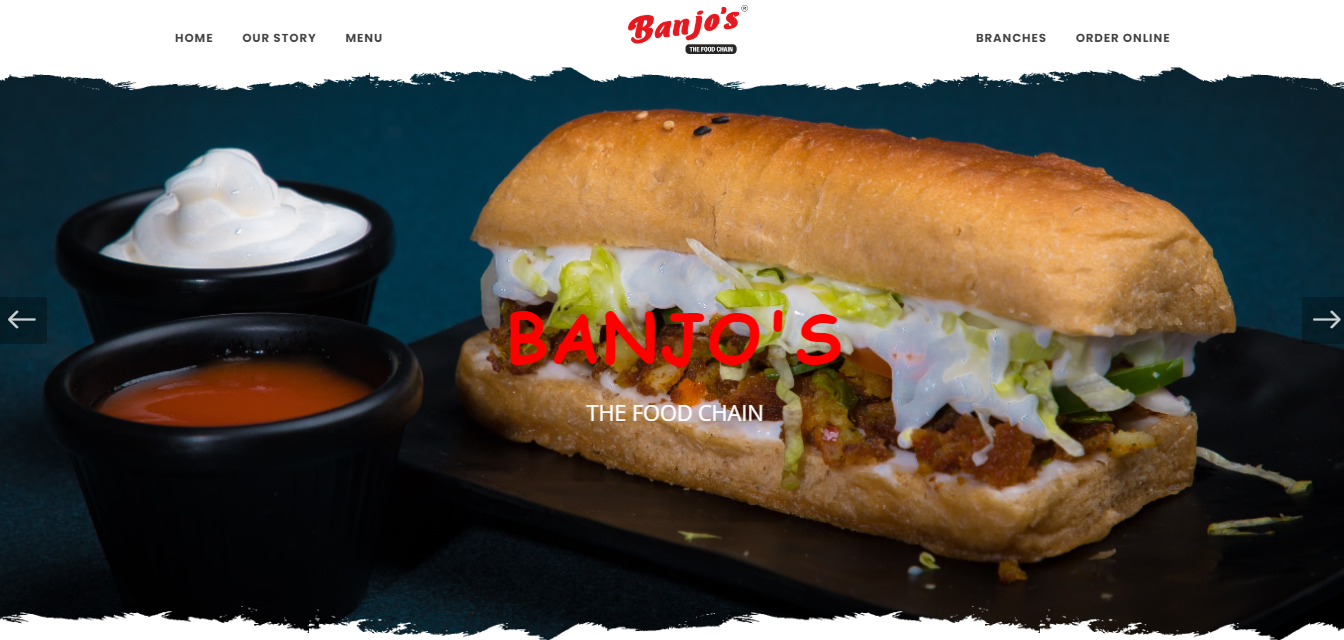 HOME OUR STORY MENU Banjo's® BRANCHES ORDER ONLINE
THE FOOD CHAIN
BANJO'S
THE FOOD CHAIN